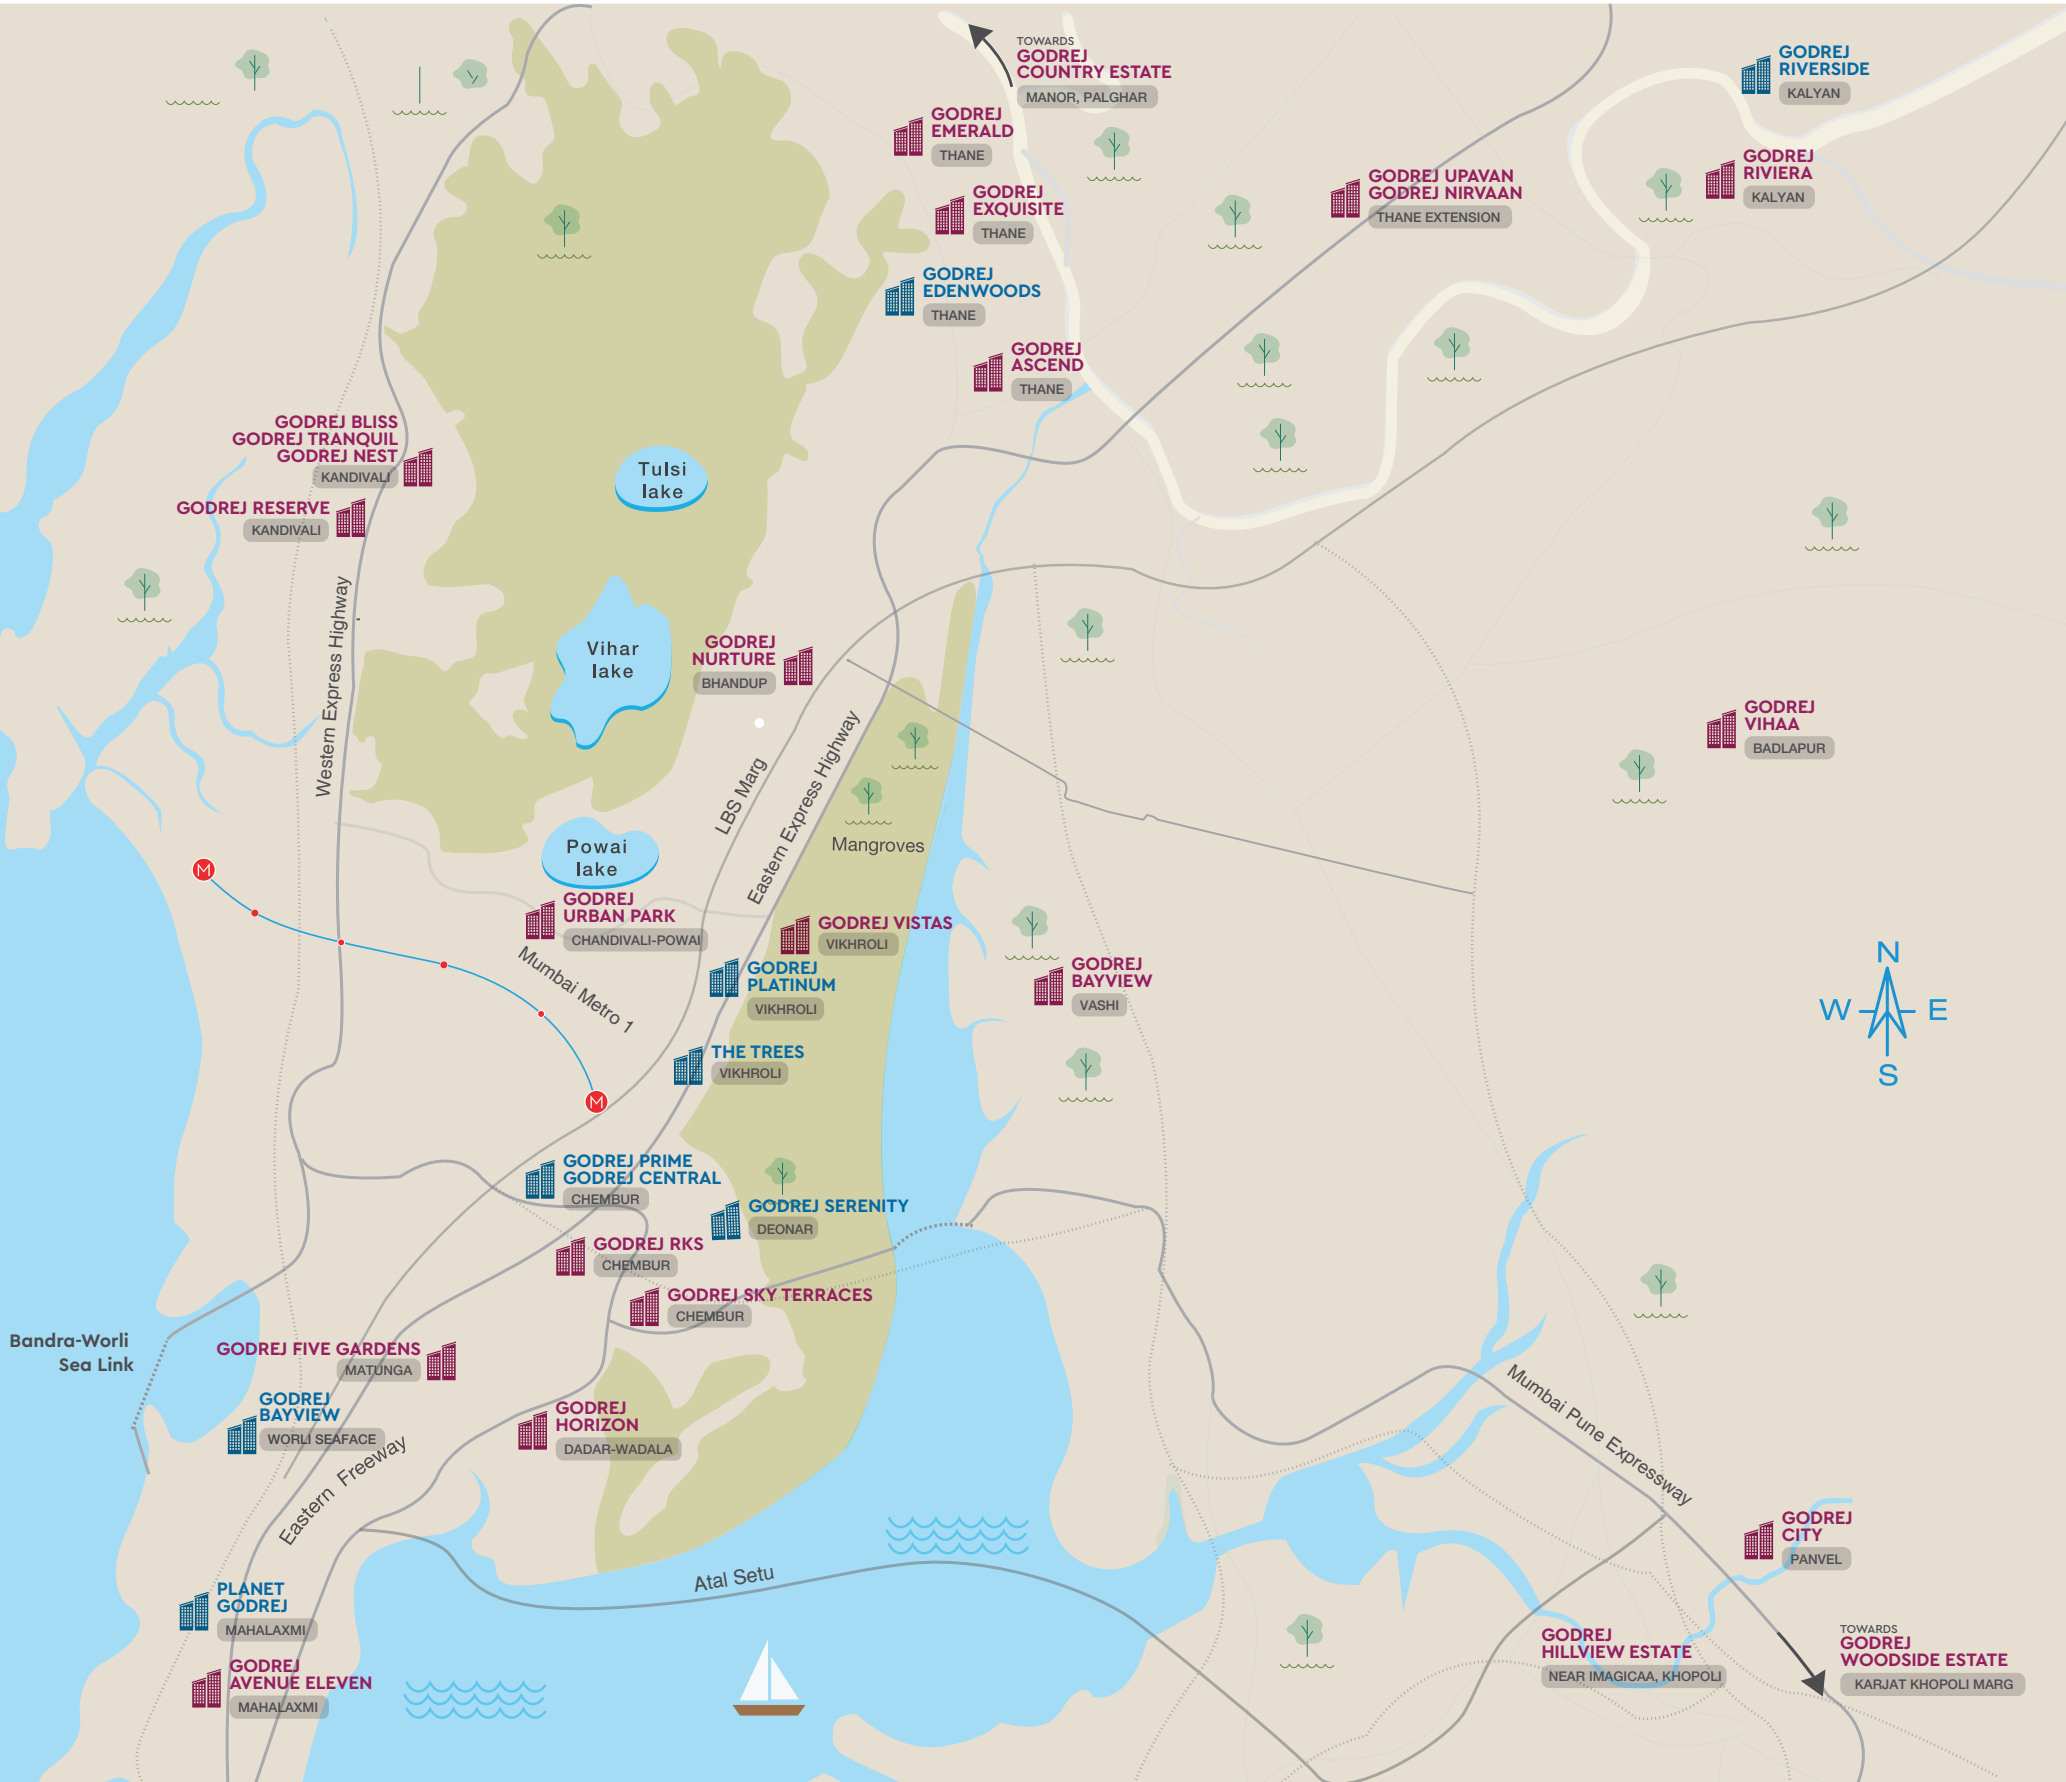 TOWARDS
GODREJ
COUNTRY ESTATE
MANOR, PALGHAR
GODREJ
RIVERSIDE
KALYAN
GODREJ
EMERALD
THANE
GODREJ
RIVIERA
KALYAN
GODREJ UPAVAN
GODREJ NIRVAAN
THANE EXTENSION
GODREJ
EXQUISITE
THANE
GODREJ
EDENWOODS
THANE
GODREJ
ASCEND
THANE
GODREJ BLISS
GODREJ TRANQUIL
GODREJ NEST
KANDIVALI
GODREJ RESERVE
KANDIVALI
Tulsi
lake
Western Express Highway
Vihar
lake
GODREJ
NURTURE
BHANDUP
GODREJ
VIHAA
BADLAPUR
LBS Marg
Eastern Express Highway
Mangroves
Powai
lake
M
GODREJ
URBAN PARK
CHANDIVALI-POWAI
GODREJ VISTAS
VIKHROLI
Mumbai Metro 1
GODREJ
PLATINUM
VIKHROLI
GODREJ
BAYVIEW
VASHI
N
W E
S
THE TREES
VIKHROLI
M
GODREJ PRIME
GODREJ CENTRAL
CHEMBUR
GODREJ SERENITY
DEONAR
GODREJ RKS
CHEMBUR
GODREJ SKY TERRACES
CHEMBUR
Bandra-Worli
Sea Link
GODREJ FIVE GARDENS
MATUNGA
GODREJ
BAYVIEW
WORLI SEAFACE
GODREJ
HORIZON
DADAR-WADALA
Mumbai Pune Expressway
Eastern Freeway
GODREJ
CITY
PANVEL
Atal Setu
PLANET
GODREJ
MAHALAXMI
GODREJ
HILLVIEW ESTATE
NEAR IMAGICAA, KHOPOLI
TOWARDS
GODREJ
WOODSIDE ESTATE
KARJAT KHOPOLI MARG
GODREJ
AVENUE ELEVEN
MAHALAXMI